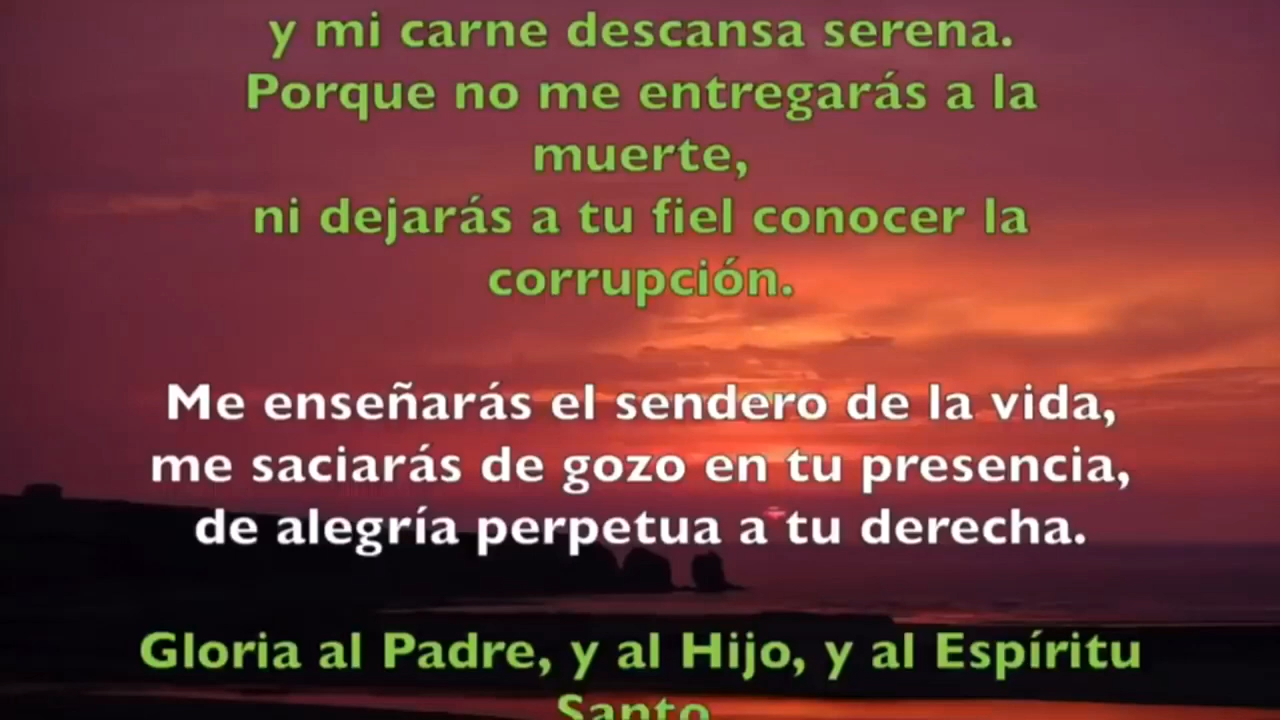 y mi carne descansa serena.
Porque no me entregarás a la
muerte,
ni dejarás a tu fiel conocer la
corrupción.
Me enseñarás el sendero de la vida,
me saciarás de gozo en tu presencia,
de alegría perpetua a tu derecha.
Gloria al Padre, y al Hijo, y al Espíritu
Santo